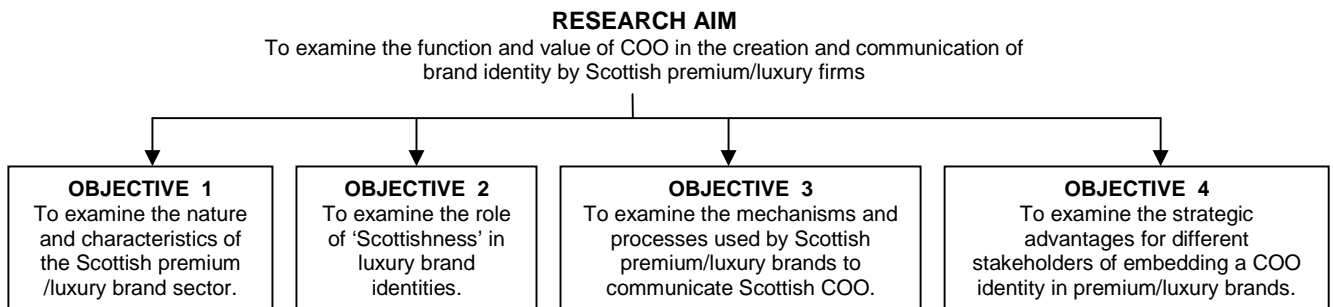 RESEARCH AIM
To examine the function and value of COO in the creation and communication of
brand identity by Scottish premium/luxury firms
OBJECTIVE 1
To examine the nature
and characteristics of
the Scottish premium
/luxury brand sector.
OBJECTIVE 2
To examine the role
of ‘Scottishness’ in
luxury brand
identities.
OBJECTIVE 3
To examine the mechanisms and
processes used by Scottish
premium/luxury brands to
communicate Scottish COO.
OBJECTIVE 4
To examine the strategic
advantages for different
stakeholders of embedding a COO
identity in premium/luxury brands.